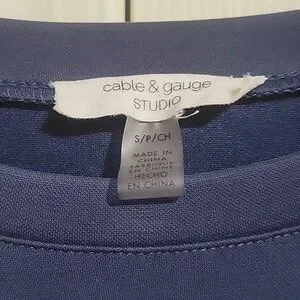 cable & gauge
STUDIO
S/P/CH
MADE IN
CHINA
FABRIQUÉ
EN CHINE
HECHO
EN CHINA